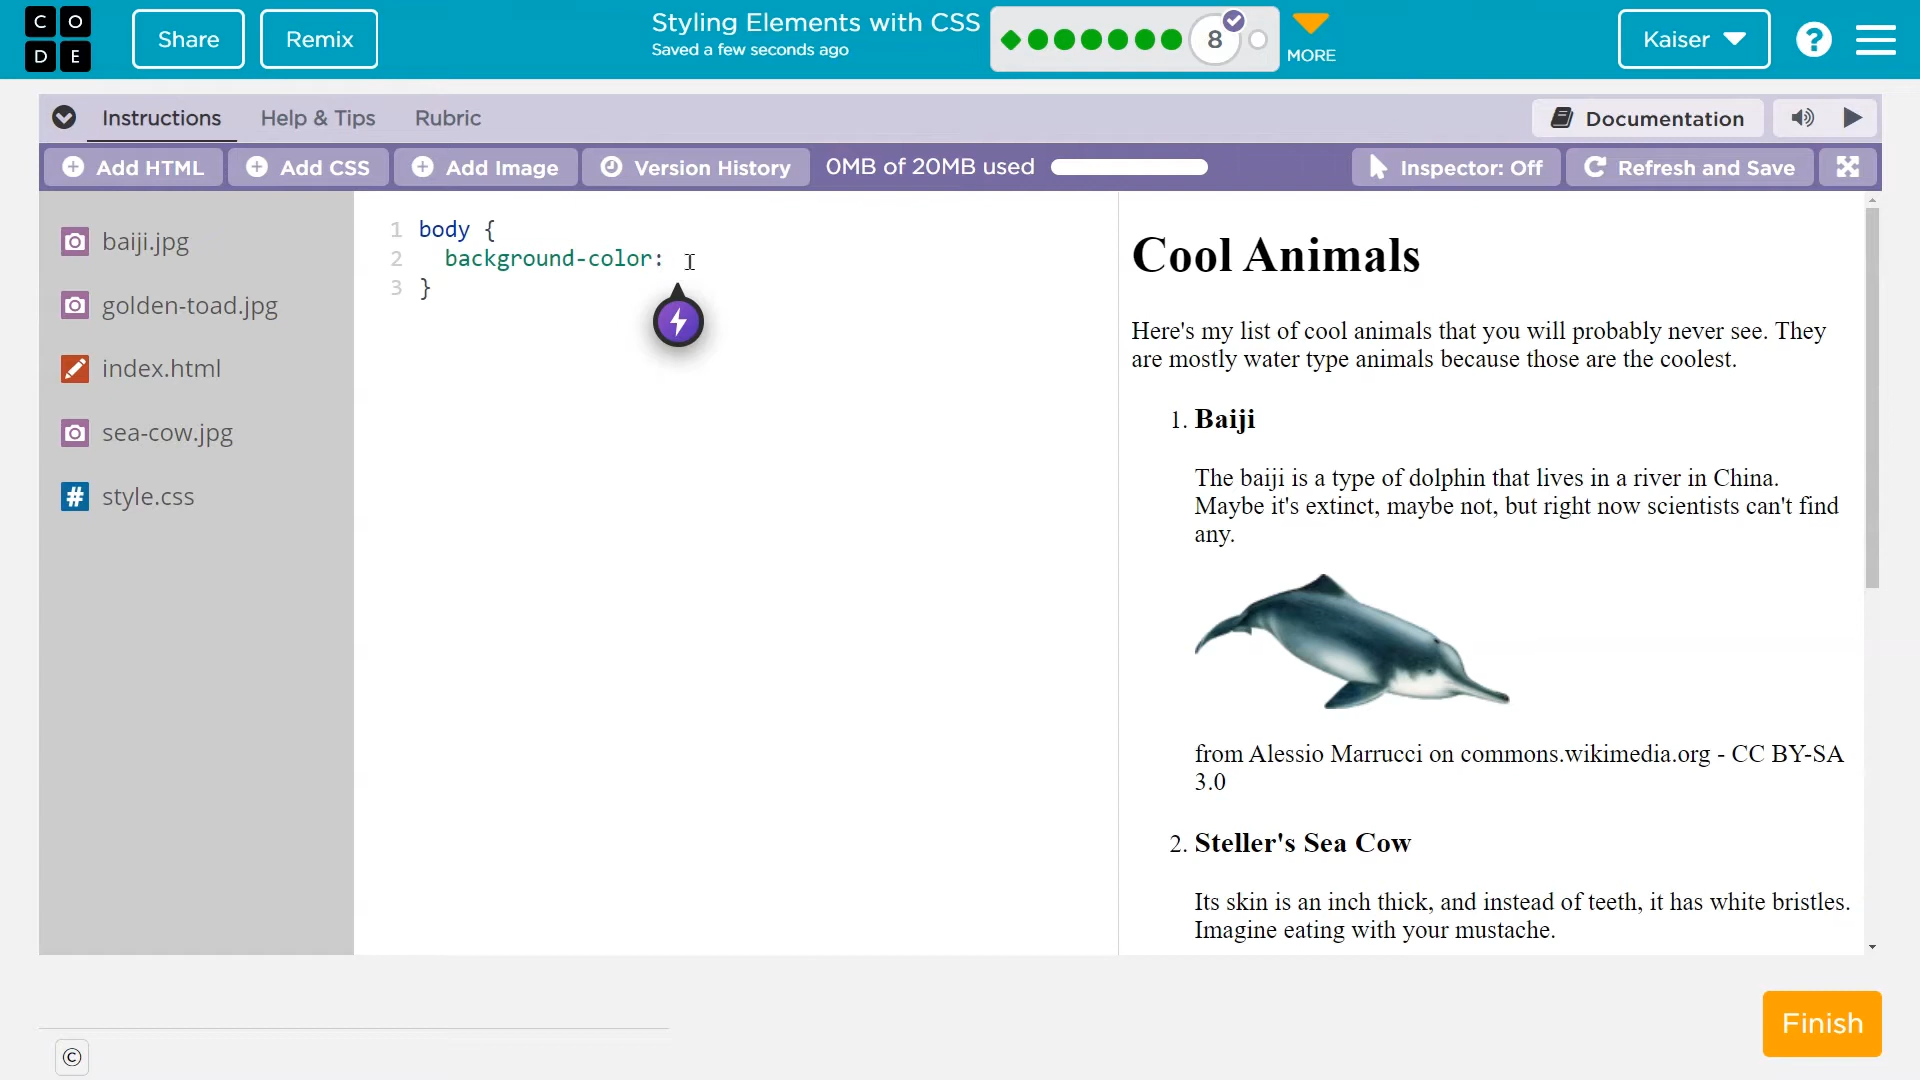 CODE
Share
Remix
Styling Elements with CSS
Saved a few seconds ago
8
MORE
Kaiser
?
Instructions
Help & Tips
Rubric
Documentation
Add HTML
Add CSS
Add Image
Version History
0MB of 20MB used
Inspector: Off
Refresh and Save
baiji.jpg
golden-toad.jpg
index.html
sea-cow.jpg
# style.css
1 body {
2 background-color:
3 }
Cool Animals
Here's my list of cool animals that you will probably never see. They
are mostly water type animals because those are the coolest.
1. Baiji
The baiji is a type of dolphin that lives in a river in China.
Maybe it's extinct, maybe not, but right now scientists can't find
any.
from Alessio Marrucci on commons.wikimedia.org - CC BY-SA
3.0
2. Steller's Sea Cow
Its skin is an inch thick, and instead of teeth, it has white bristles.
Imagine eating with your mustache.
Finish
©